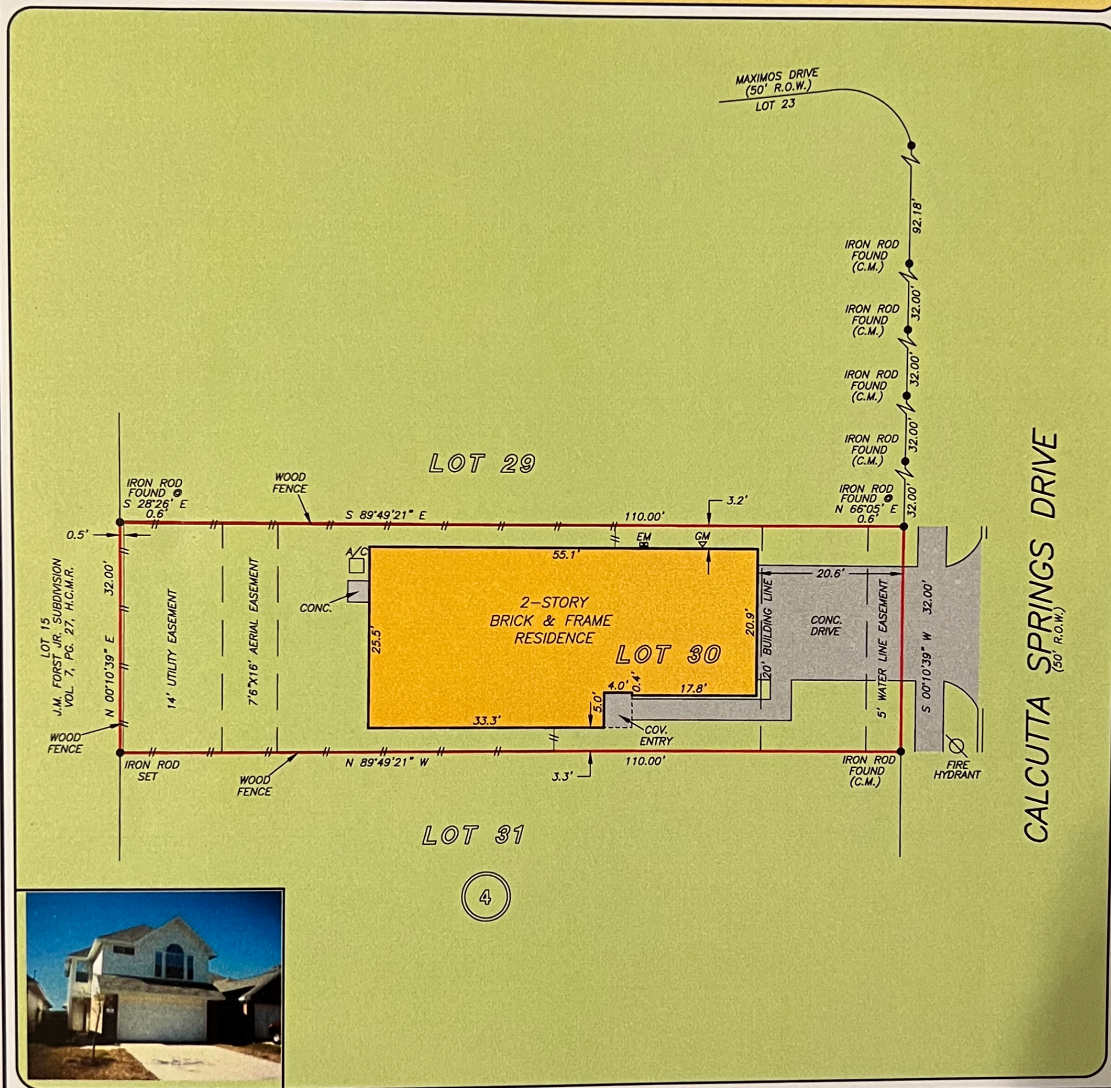 MAXIMOS DRIVE
(50' R.O.W.)
LOT 23
92.18'
IRON ROD
FOUND
(C.M.)
32.00'
IRON ROD
FOUND
(C.M.)
32.00'
IRON ROD
FOUND
(C.M.)
32.00'
IRON ROD
FOUND
(C.M.)
32.00'
IRON ROD
FOUND @
N 66°05' E
0.6'
LOT 29
WOOD
FENCE
IRON ROD
FOUND @
S 28°26' E
0.6'
S 89°49'21" E
110.00'
3.2'
0.5'
LOT 15
J.M. FORST JR. SUBDIVISION
VOL. 7, PG. 27, H.C.M.R.
N 00°10'39" E
32.00'
14' UTILITY EASEMENT
7'6"X16' AERIAL EASEMENT
A/C
CONC.
EM
GM
55.1'
25.5'
2-STORY
BRICK & FRAME
RESIDENCE
LOT 30
20.9'
20' BUILDING LINE
20.6'
CONC.
DRIVE
5' WATER LINE EASEMENT
S 00°10'39" W
32.00'
CALCUTTA SPRINGS DRIVE
(50' R.O.W.)
4.0'
0.4'
17.8'
5.0'
33.3'
COV.
ENTRY
WOOD
FENCE
IRON ROD
SET
WOOD
FENCE
N 89°49'21" W
110.00'
3.3'
IRON ROD
FOUND
(C.M.)
FIRE
HYDRANT
LOT 31
4